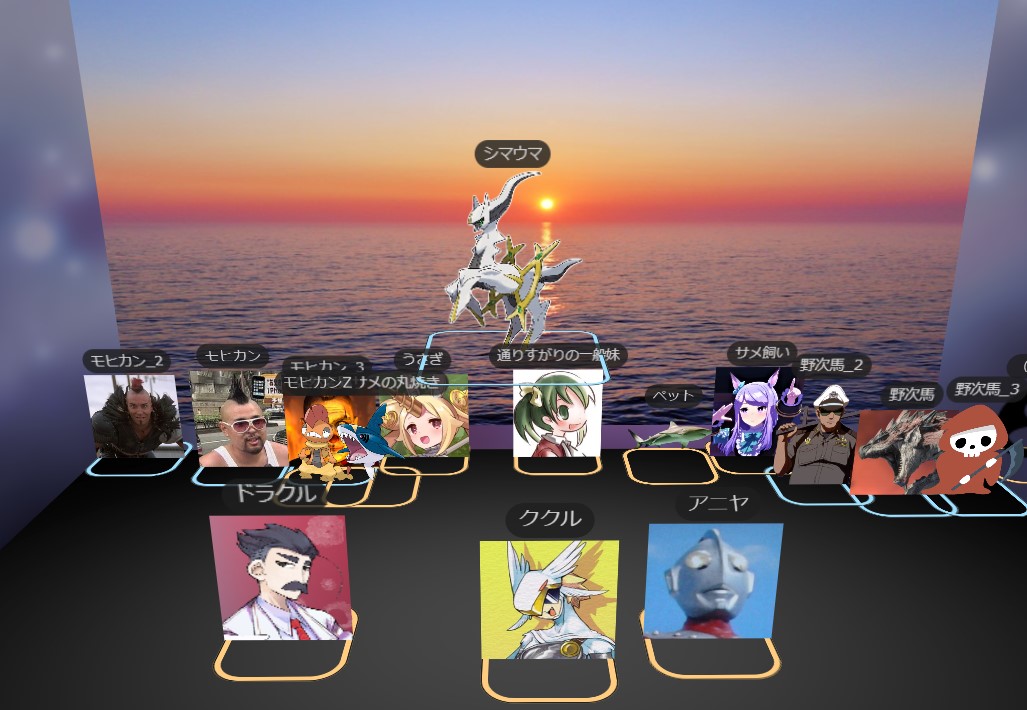 シマウマ
モヒカン_2
モヒカン
モヒカン_3
うさぎ
通りすがりの一般妹
サメ飼い
野次馬_2
モヒカンZ
サメの丸焼き
ペット
野次馬
野次馬_3
ドラクル
ククル
アニヤ